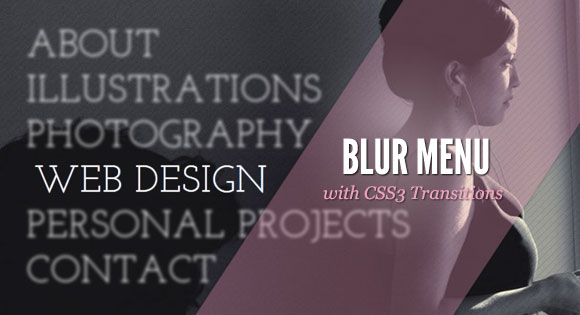 ABOUT
ILLUSTRATIONS
PHOTOGRAPHY
WEB DESIGN
PERSONAL PROJECTS
CONTACT
BLUR MENU
with CSS3 Transitions